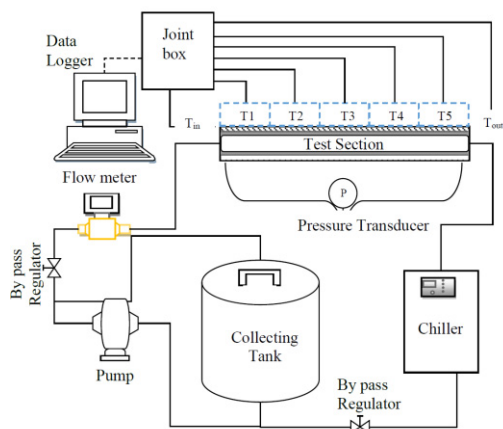 Data
Logger
Joint
box
T1 T2 T3 T4 T5
Tin
Tout
Test Section
Flow meter
P
Pressure Transducer
By pass
Regulator
Pump
Collecting
Tank
Chiller
By pass
Regulator